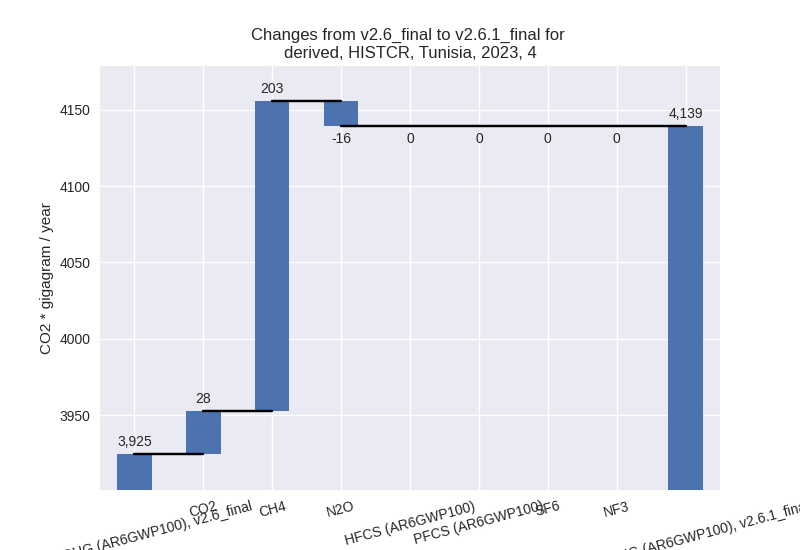 Changes from v2.6_final to v2.6.1_final for
derived, HISTCR, Tunisia, 2023, 4
CO2 * gigagram / year
4150
4100
4050
4000
3950
3,925
28
203
-16
0
0
0
0
4,139
(AR6GWP100), v2.6_final
CO2
CH4
N2O
HFCS (AR6GWP100)
PFCS (AR6GWP100)
SF6
NF3
(AR6GWP100), v2.6.1_fina